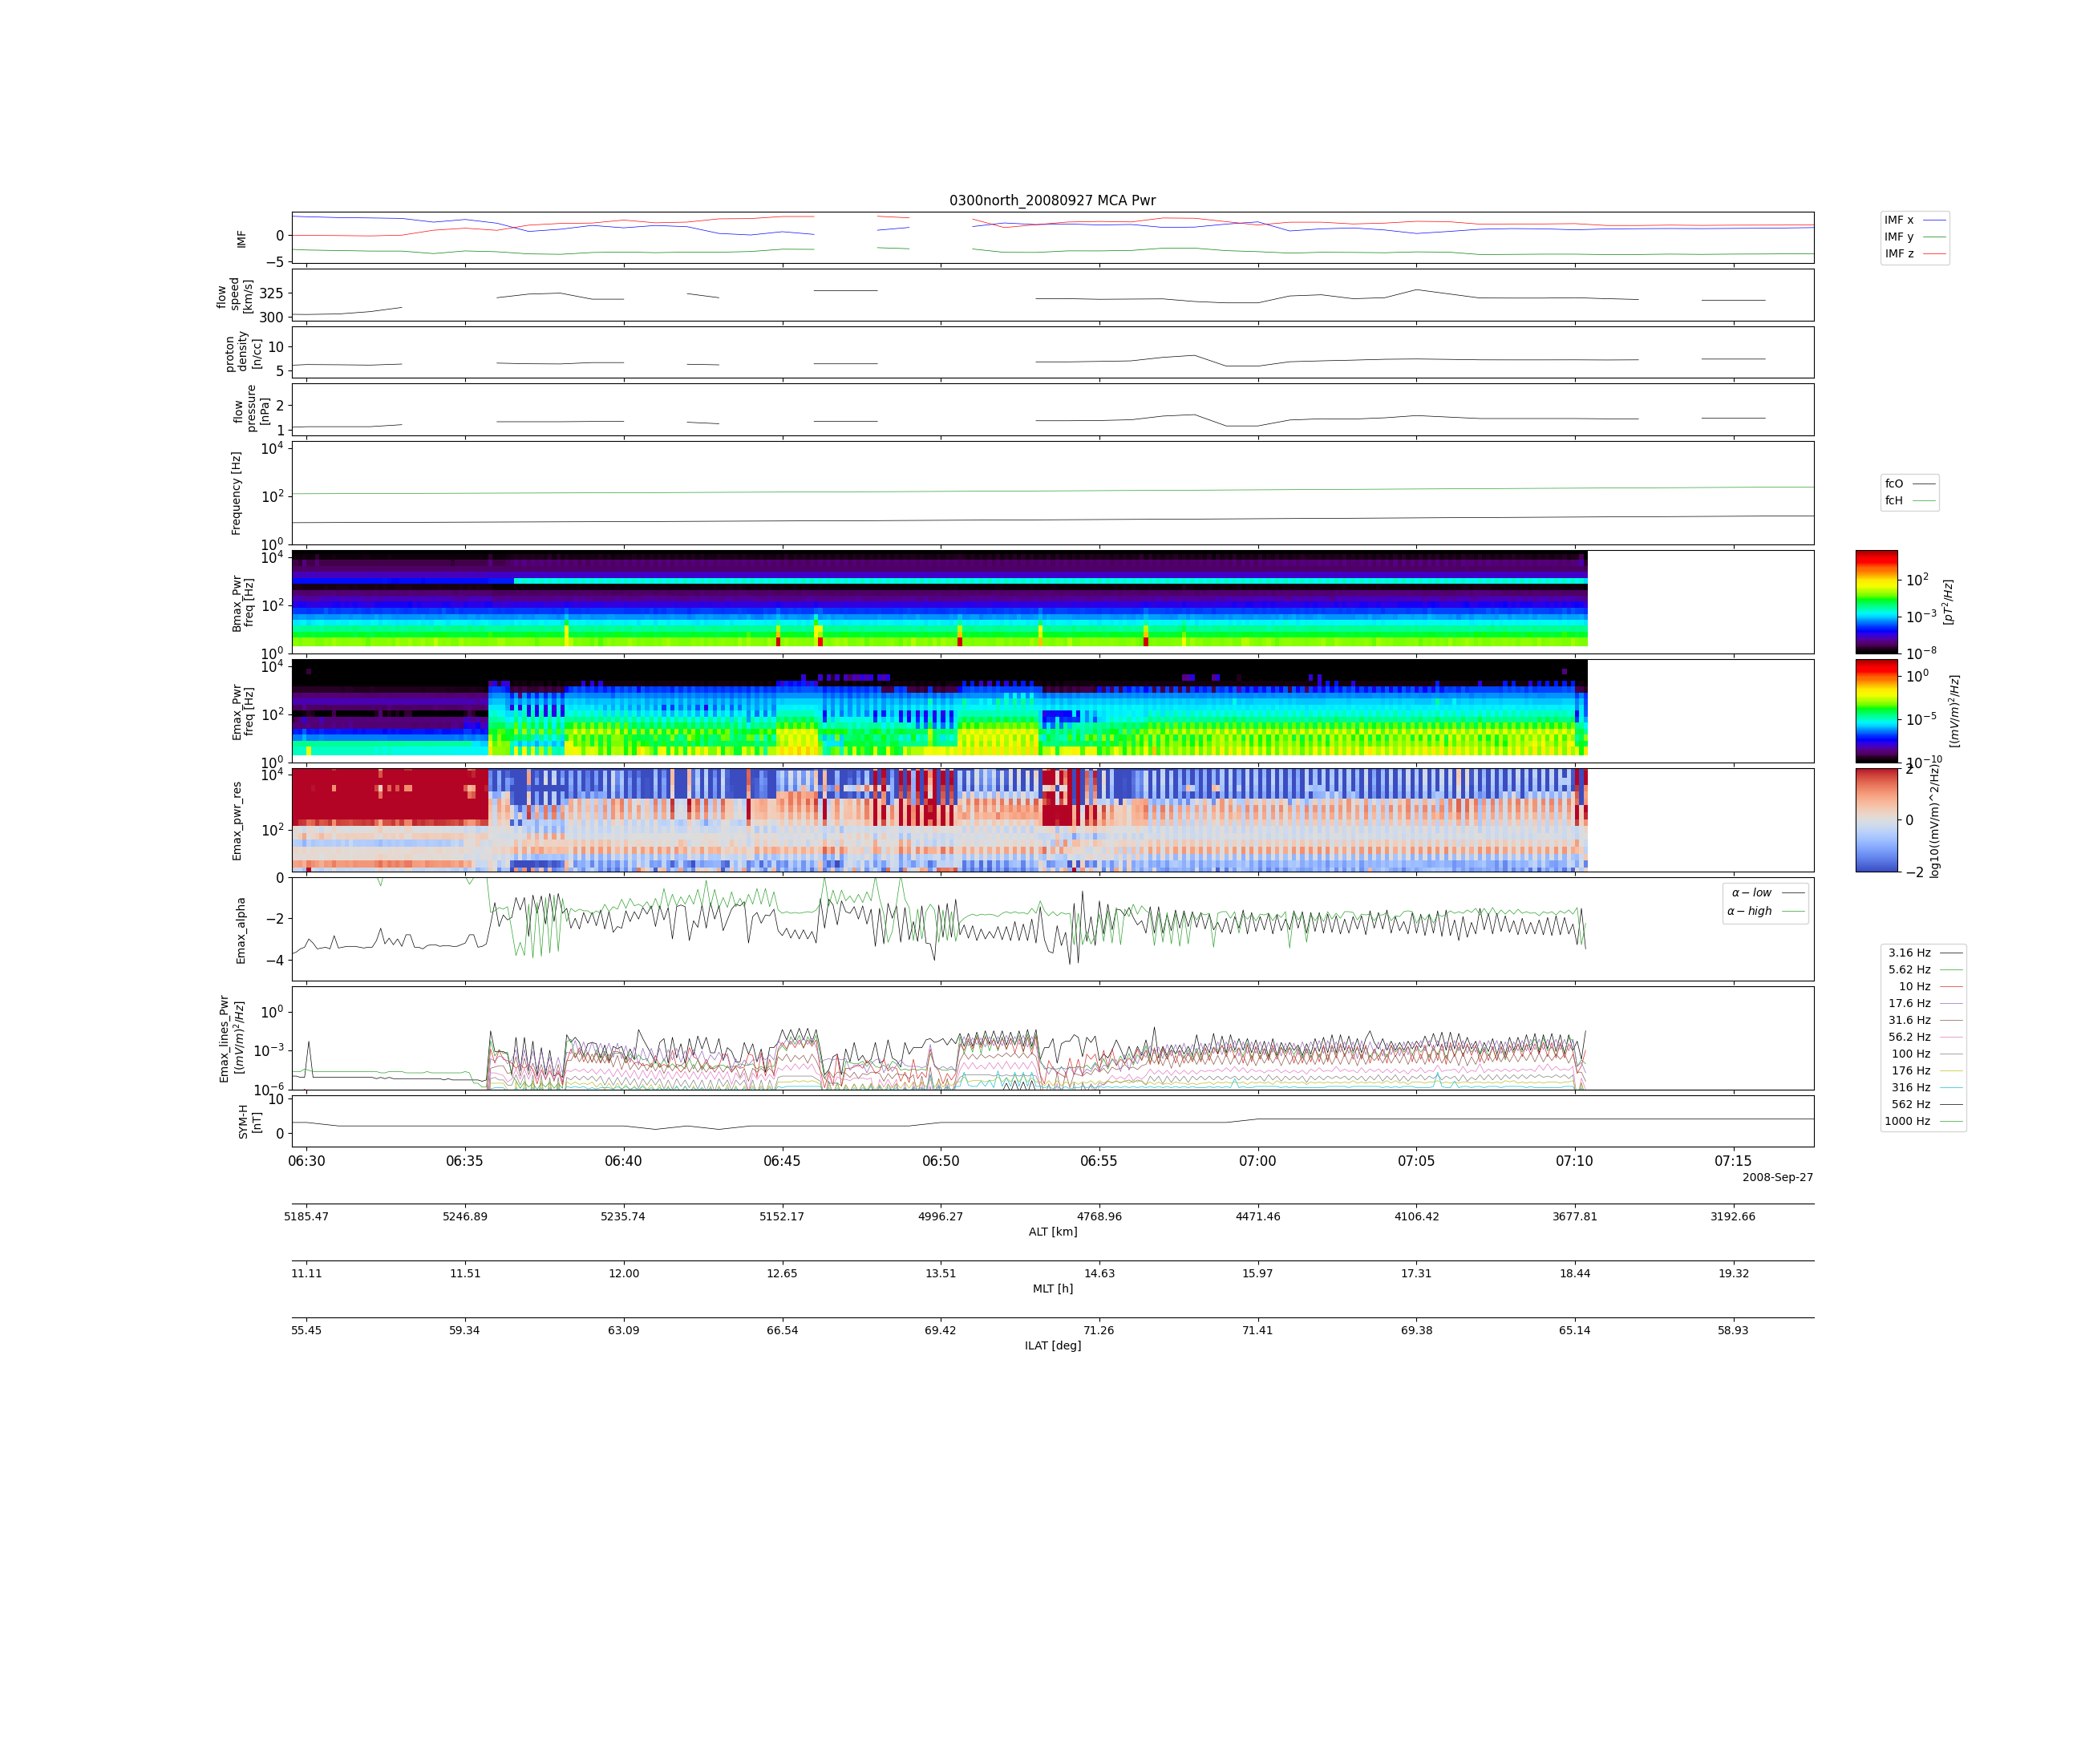 0300north_20080927 MCA Pwr
IMF
0
−5
IMF x
IMF y
IMF z
flow
speed
[km/s]
325
300
proton
density
[n/cc]
10
5
flow
pressure
[nPa]
2
1
Frequency [Hz]
10^4
10^2
10^0
fcO
fcH
Bmax_Pwr
freq [Hz]
10^4
10^2
10^0
10^2
10^-3
10^-8
[pT^2/Hz]
Emax_Pwr
freq [Hz]
10^4
10^2
10^0
10^0
10^-5
10^-10
[(mV/m)^2/Hz]
Emax_pwr_res
10^4
10^2
2
0
−2
log10((mV/m)^2/Hz)
Emax_alpha
0
−2
−4
α − low
α − high
Emax_lines_Pwr
[(mV/m)^2/Hz]
10^0
10^-3
10^-6
3.16 Hz
5.62 Hz
10 Hz
17.6 Hz
31.6 Hz
56.2 Hz
100 Hz
176 Hz
316 Hz
562 Hz
1000 Hz
SYM-H
[nT]
10
0
06:30 06:35 06:40 06:45 06:50 06:55 07:00 07:05 07:10 07:15
2008-Sep-27
5185.47 5246.89 5235.74 5152.17 4996.27 4768.96 4471.46 4106.42 3677.81 3192.66
ALT [km]
11.11 11.51 12.00 12.65 13.51 14.63 15.97 17.31 18.44 19.32
MLT [h]
55.45 59.34 63.09 66.54 69.42 71.26 71.41 69.38 65.14 58.93
ILAT [deg]